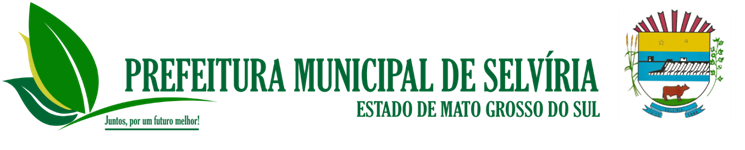 PREFEITURA MUNICIPAL DE SELVÍRIA
ESTADO DE MATO GROSSO DO SUL
Juntos, por um futuro melhor!